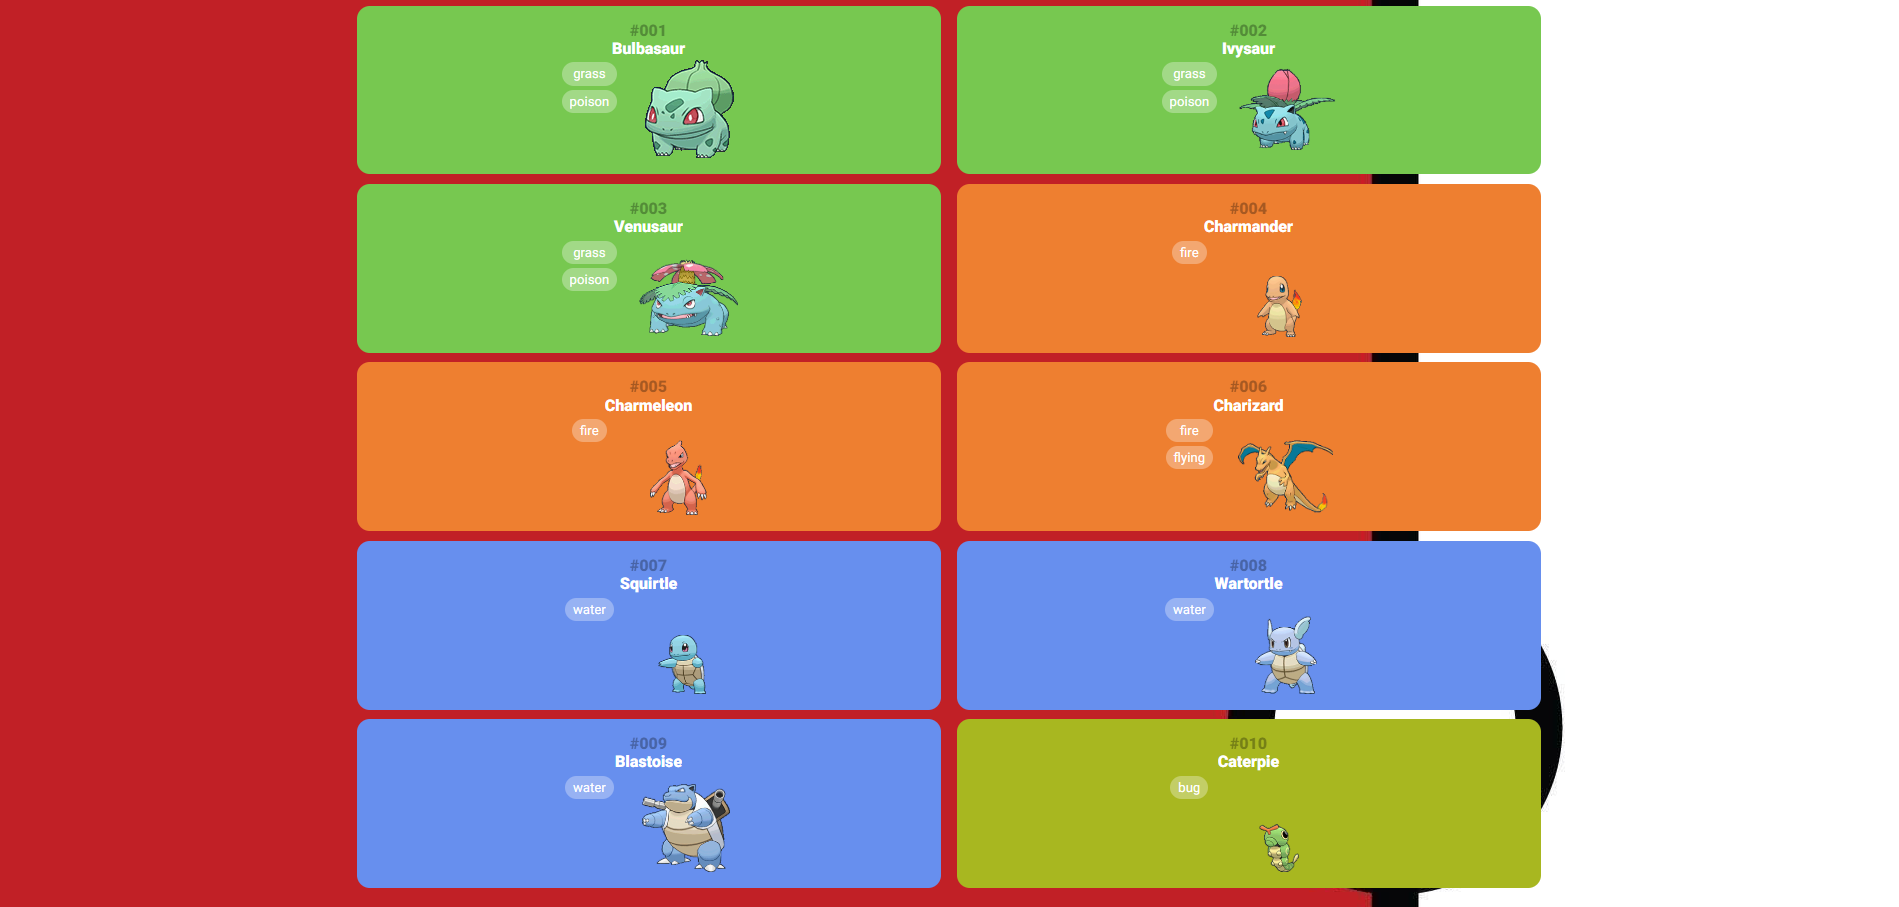 #001
Bulbasaur
grass
poison
#002
Ivysaur
grass
poison
#003
Venusaur
grass
poison
#004
Charmander
fire
#005
Charmeleon
fire
#006
Charizard
fire
flying
#007
Squirtle
water
#008
Wartortle
water
#009
Blastoise
water
#010
Caterpie
bug